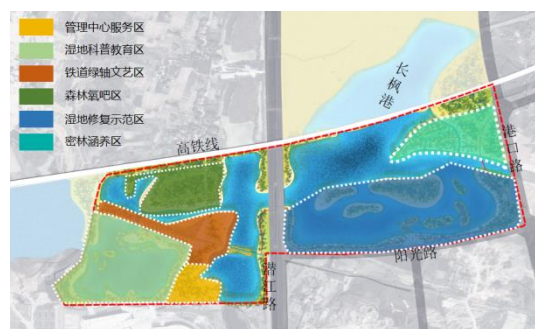 管理中心服务区
湿地科普教育区
铁道绿轴文艺区
森林氧吧区
湿地修复示范区
密林涵养区
长枫港
高铁线
港口路
阳光路
潜江路